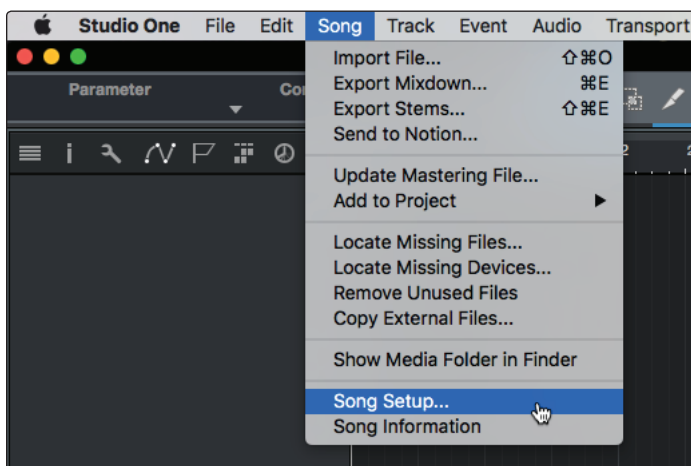 Studio One File Edit Song Track Event Audio Transport
Parameter
Import File... ⇧⌘O
Export Mixdown... ⌘E
Export Stems... ⇧⌘E
Send to Notion...
Update Mastering File...
Add to Project
Locate Missing Files...
Locate Missing Devices...
Remove Unused Files
Copy External Files...
Show Media Folder in Finder
Song Setup...
Song Information